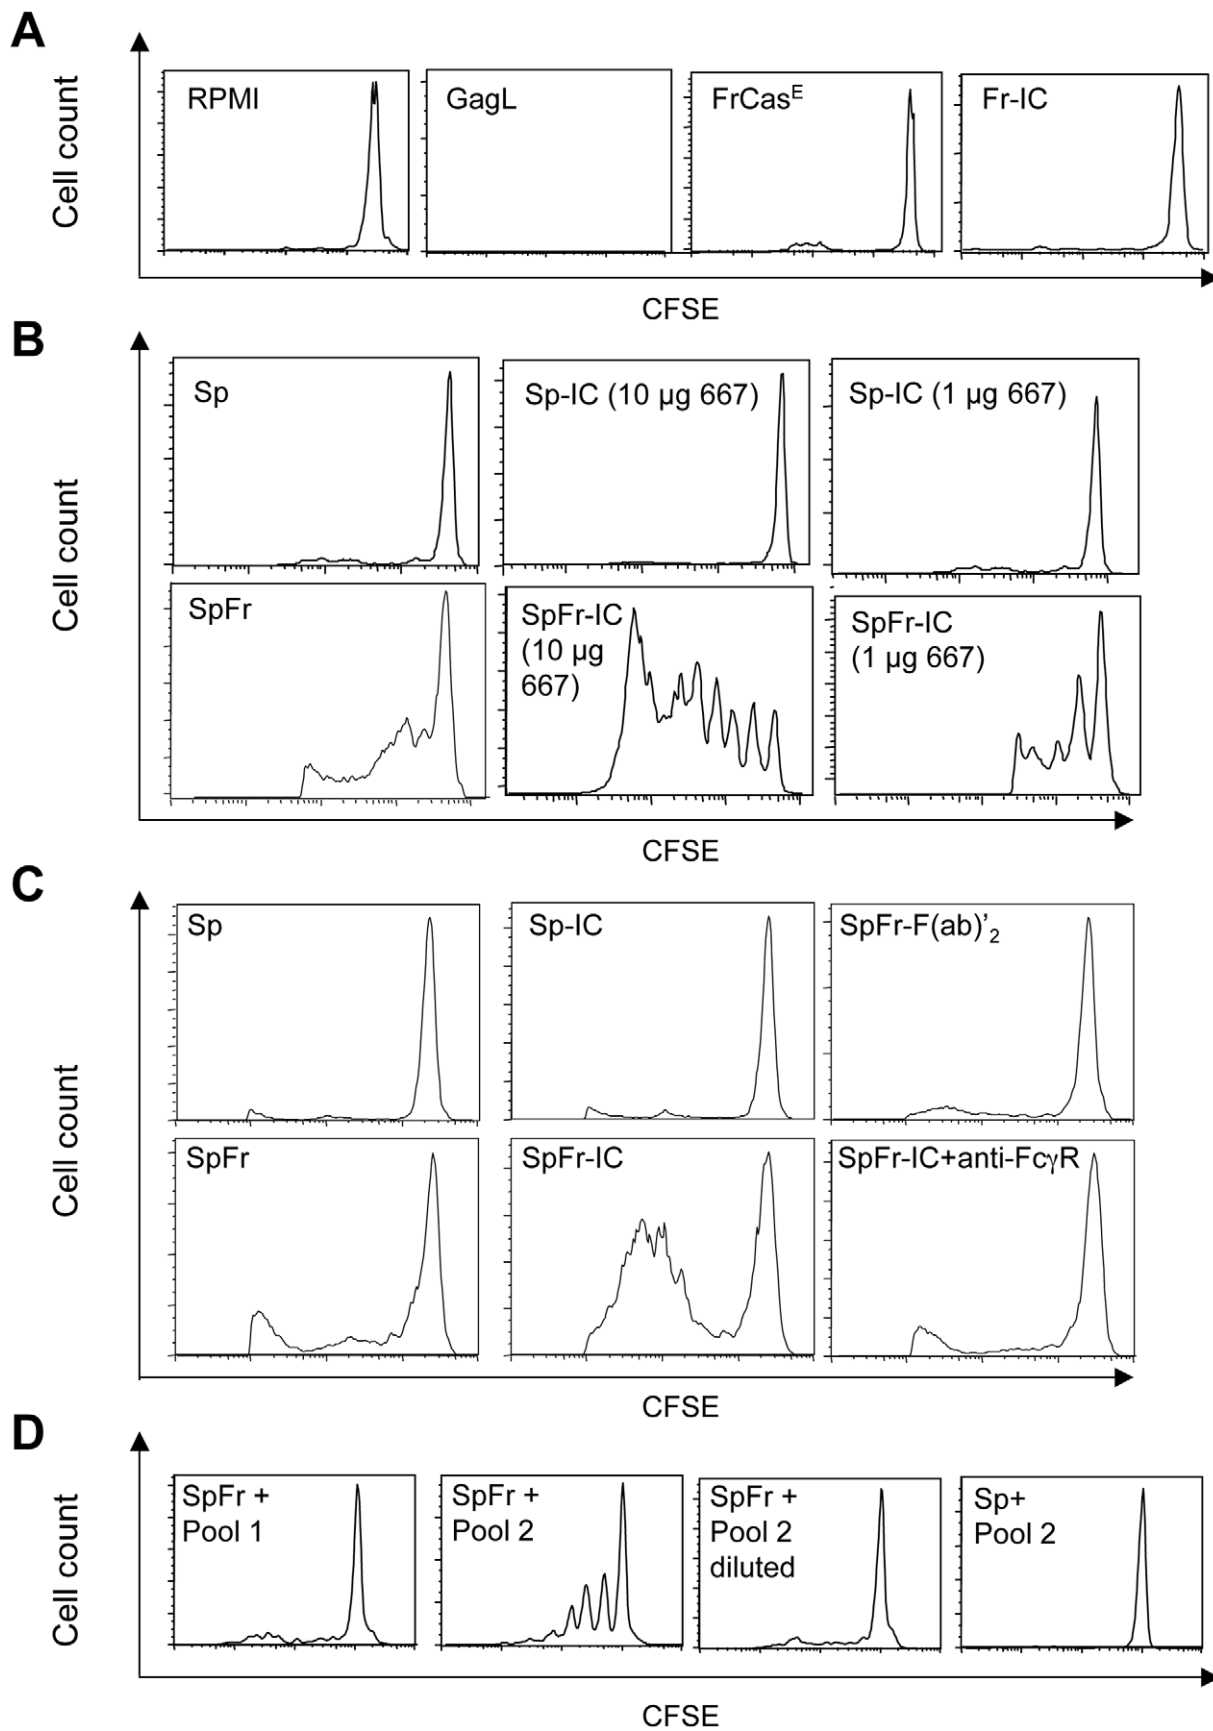 A
Cell count
RPMI
GagL
FrCasᴱ
Fr-IC
CFSE
B
Cell count
Sp
Sp-IC (10 µg 667)
Sp-IC (1 µg 667)
SpFr
SpFr-IC
(10 µg
667)
SpFr-IC
(1 µg 667)
CFSE
C
Cell count
Sp
Sp-IC
SpFr-F(ab)’₂
SpFr
SpFr-IC
SpFr-IC+anti-FcγR
CFSE
D
Cell count
SpFr +
Pool 1
SpFr +
Pool 2
SpFr +
Pool 2
diluted
Sp+
Pool 2
CFSE